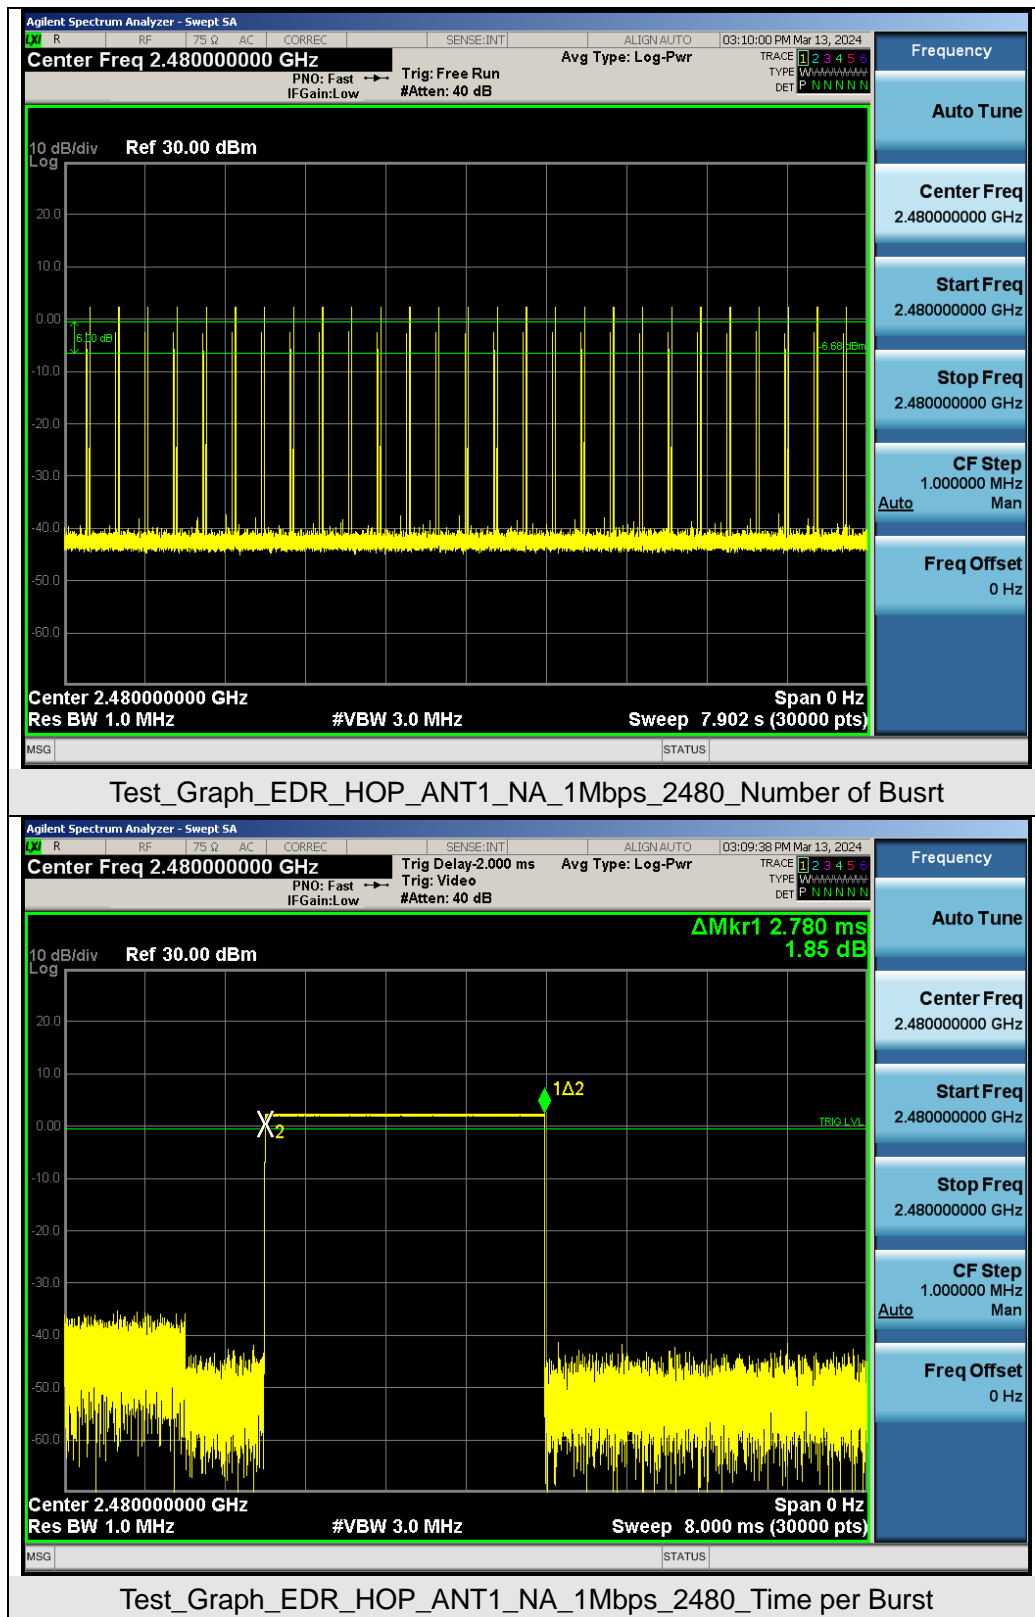 Agilent Spectrum Analyzer - Swept SA
LXI R RF 75 Ω AC CORREC SENSE:INT ALIGN AUTO 03:10:00 PM Mar 13, 2024
Center Freq 2.480000000 GHz
PNO: Fast
IFGain:Low
Trig: Free Run
#Atten: 40 dB
Avg Type: Log-Pwr
TRACE 1 2 3 4 5 6
TYPE W
DET P N N N N N
Frequency
10 dB/div Ref 30.00 dBm
Log
20.0
10.0
0.00
-10.0
-20.0
-30.0
-40.0
-50.0
-60.0
6.00 dB
-6.68 dBm
Center 2.480000000 GHz Span 0 Hz
Res BW 1.0 MHz #VBW 3.0 MHz Sweep 7.902 s (30000 pts)
MSG STATUS
Auto Tune
Center Freq
2.480000000 GHz
Start Freq
2.480000000 GHz
Stop Freq
2.480000000 GHz
CF Step
1.000000 MHz
Auto Man
Freq Offset
0 Hz
Test_Graph_EDR_HOP_ANT1_NA_1Mbps_2480_Number of Busrt
Agilent Spectrum Analyzer - Swept SA
LXI R RF 75 Ω AC CORREC SENSE:INT ALIGN AUTO 03:09:38 PM Mar 13, 2024
Center Freq 2.480000000 GHz
PNO: Fast
IFGain:Low
Trig Delay-2.000 ms
Trig: Video
#Atten: 40 dB
Avg Type: Log-Pwr
TRACE 1 2 3 4 5 6
TYPE W
DET P N N N N N
Frequency
ΔMkr1 2.780 ms
1.85 dB
10 dB/div Ref 30.00 dBm
Log
20.0
10.0
0.00
-10.0
-20.0
-30.0
-40.0
-50.0
-60.0
1Δ2
2
TRIG LVL
Center 2.480000000 GHz Span 0 Hz
Res BW 1.0 MHz #VBW 3.0 MHz Sweep 8.000 ms (30000 pts)
MSG STATUS
Auto Tune
Center Freq
2.480000000 GHz
Start Freq
2.480000000 GHz
Stop Freq
2.480000000 GHz
CF Step
1.000000 MHz
Auto Man
Freq Offset
0 Hz
Test_Graph_EDR_HOP_ANT1_NA_1Mbps_2480_Time per Burst